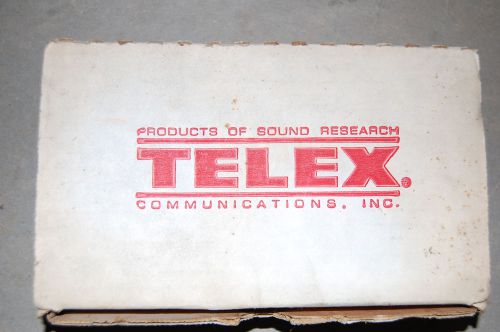 PRODUCTS OF SOUND RESEARCH
TELEX®
COMMUNICATIONS, INC.